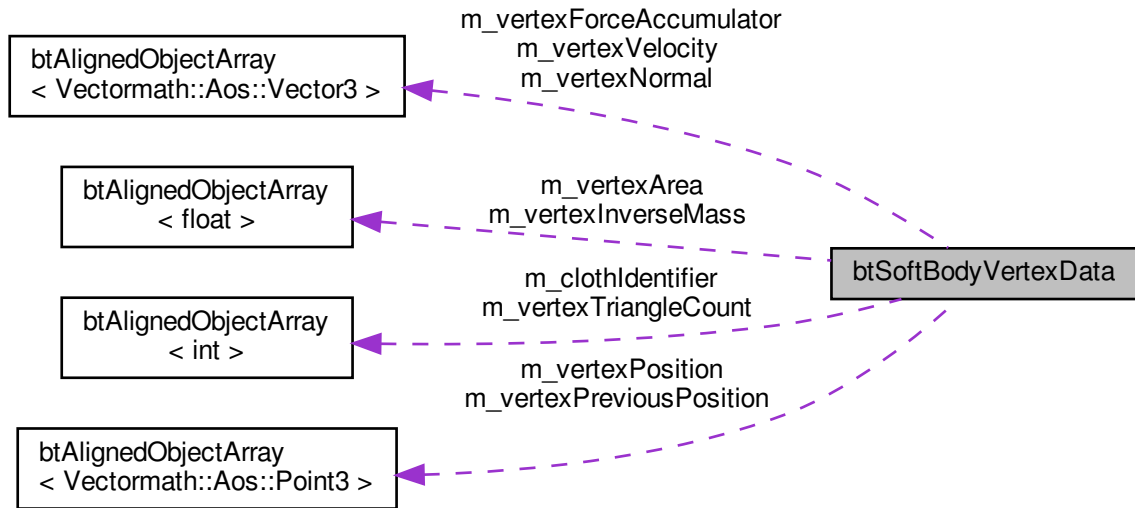 m_vertexForceAccumulator
m_vertexVelocity
m_vertexNormal
btAlignedObjectArray
< Vectormath::Aos::Vector3 >
m_vertexArea
m_vertexInverseMass
btAlignedObjectArray
< float >
btSoftBodyVertexData
m_clothIdentifier
m_vertexTriangleCount
btAlignedObjectArray
< int >
m_vertexPosition
m_vertexPreviousPosition
btAlignedObjectArray
< Vectormath::Aos::Point3 >